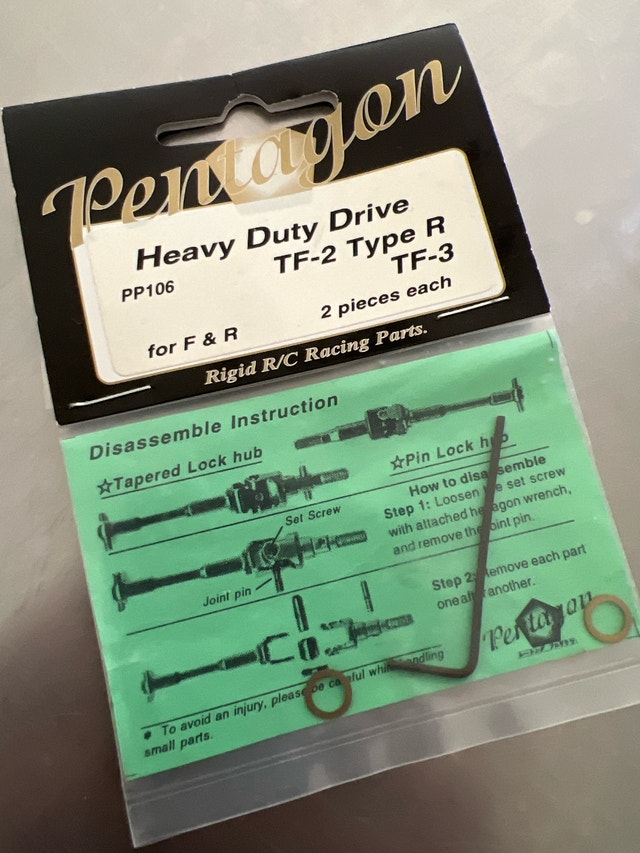 Pentagon
Heavy Duty Drive
PP106
TF-2 Type R
TF-3
for F & R
2 pieces each
Rigid R/C Racing Parts.
Disassemble Instruction
☆Tapered Lock hub
☆Pin Lock hub
Set Screw
Joint pin
How to disassemble
Step 1: Loosen the set screw
with attached hexagon wrench,
and remove the joint pin.
Step 2: Remove each part
one after another.
Pentagon
• To avoid an injury, please be careful while handling
small parts.